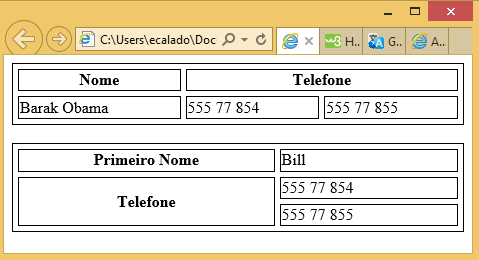 C:\Users\ecalado\Doc
H..
G..
A..
Nome Telefone
Barak Obama 555 77 854 555 77 855
Primeiro Nome Bill
Telefone 555 77 854
555 77 855